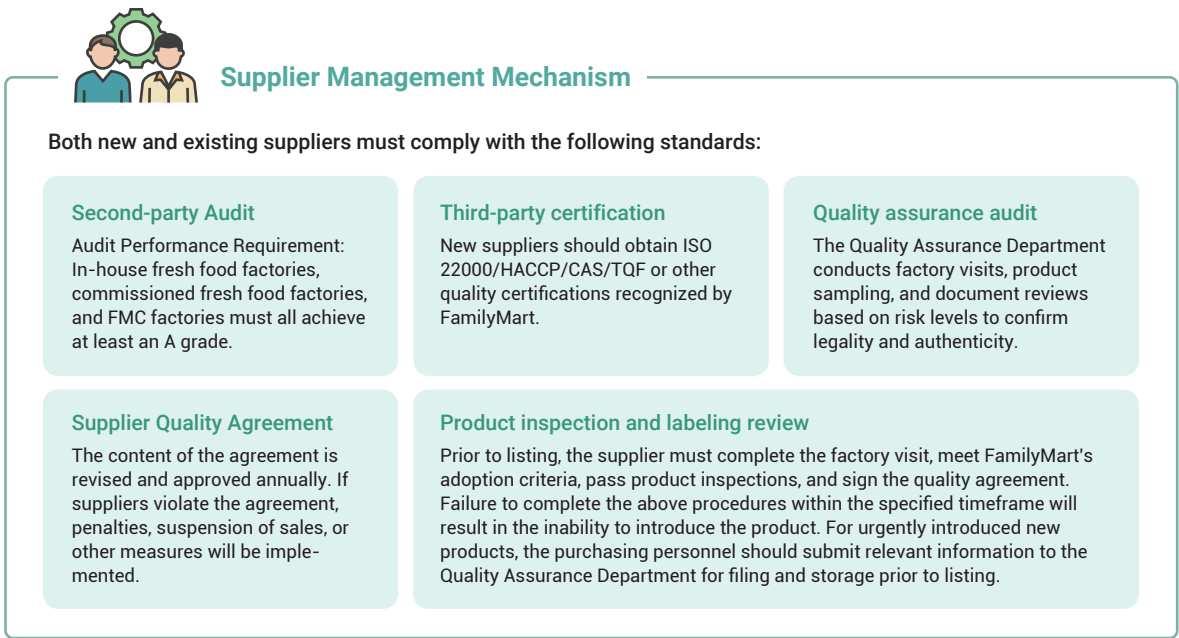 Supplier Management Mechanism
Both new and existing suppliers must comply with the following standards:
Second-party Audit
Audit Performance Requirement:
In-house fresh food factories,
commissioned fresh food factories,
and FMC factories must all achieve
at least an A grade.
Third-party certification
New suppliers should obtain ISO
22000/HACCP/CAS/TQF or other
quality certifications recognized by
FamilyMart.
Quality assurance audit
The Quality Assurance Department
conducts factory visits, product
sampling, and document reviews
based on risk levels to confirm
legality and authenticity.
Supplier Quality Agreement
The content of the agreement is
revised and approved annually. If
suppliers violate the agreement,
penalties, suspension of sales, or
other measures will be imple-
mented.
Product inspection and labeling review
Prior to listing, the supplier must complete the factory visit, meet FamilyMart's
adoption criteria, pass product inspections, and sign the quality agreement.
Failure to complete the above procedures within the specified timeframe will
result in the inability to introduce the product. For urgently introduced new
products, the purchasing personnel should submit relevant information to the
Quality Assurance Department for filing and storage prior to listing.